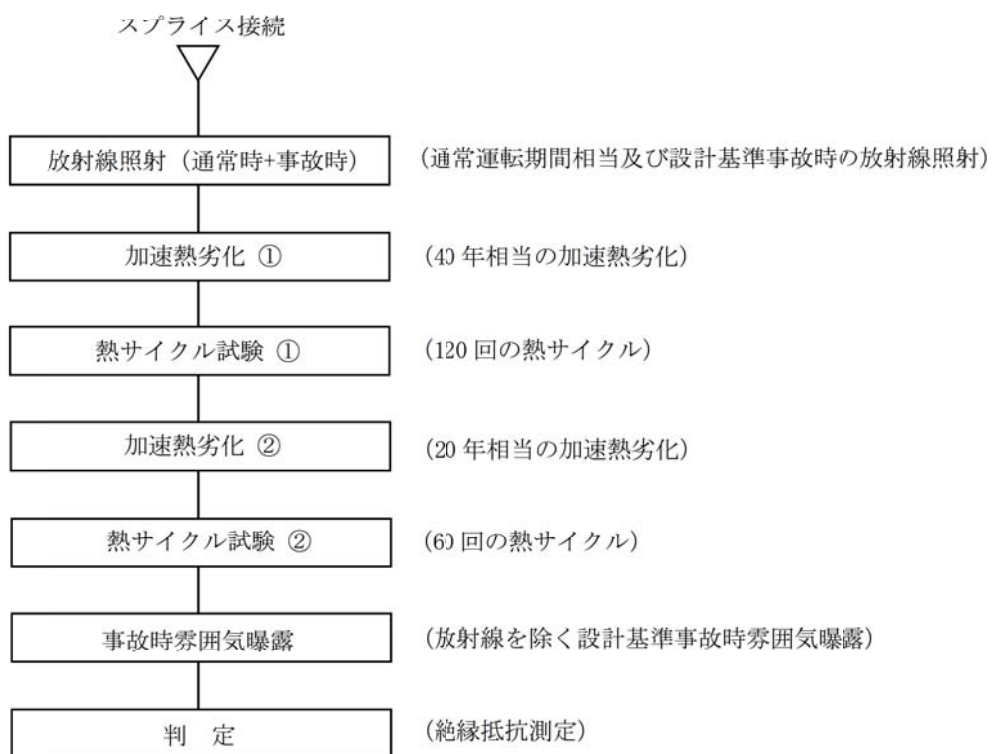 スプライス接続
放射線照射（通常時+事故時） （通常運転期間相当及び設計基準事故時の放射線照射）
加速熱劣化 ① （40 年相当の加速熱劣化）
熱サイクル試験 ① （120 回の熱サイクル）
加速熱劣化 ② （20 年相当の加速熱劣化）
熱サイクル試験 ② （60 回の熱サイクル）
事故時雰囲気曝露 （放射線を除く設計基準事故時雰囲気曝露）
判 定 （絶縁抵抗測定）